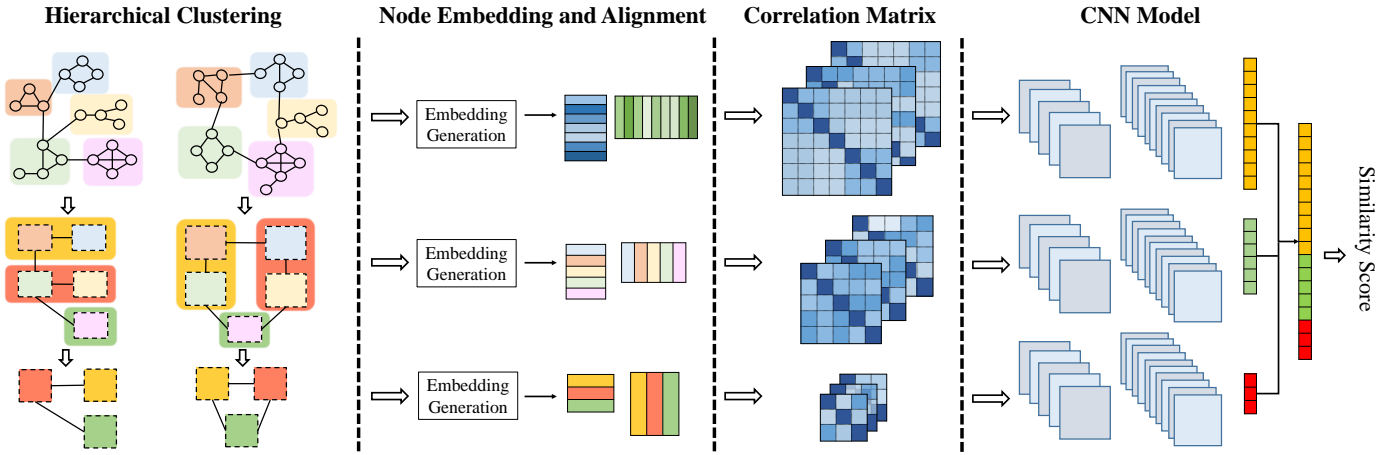 Hierarchical Clustering
Node Embedding and Alignment
Correlation Matrix
CNN Model
Embedding
Generation
Embedding
Generation
Embedding
Generation
Similarity Score